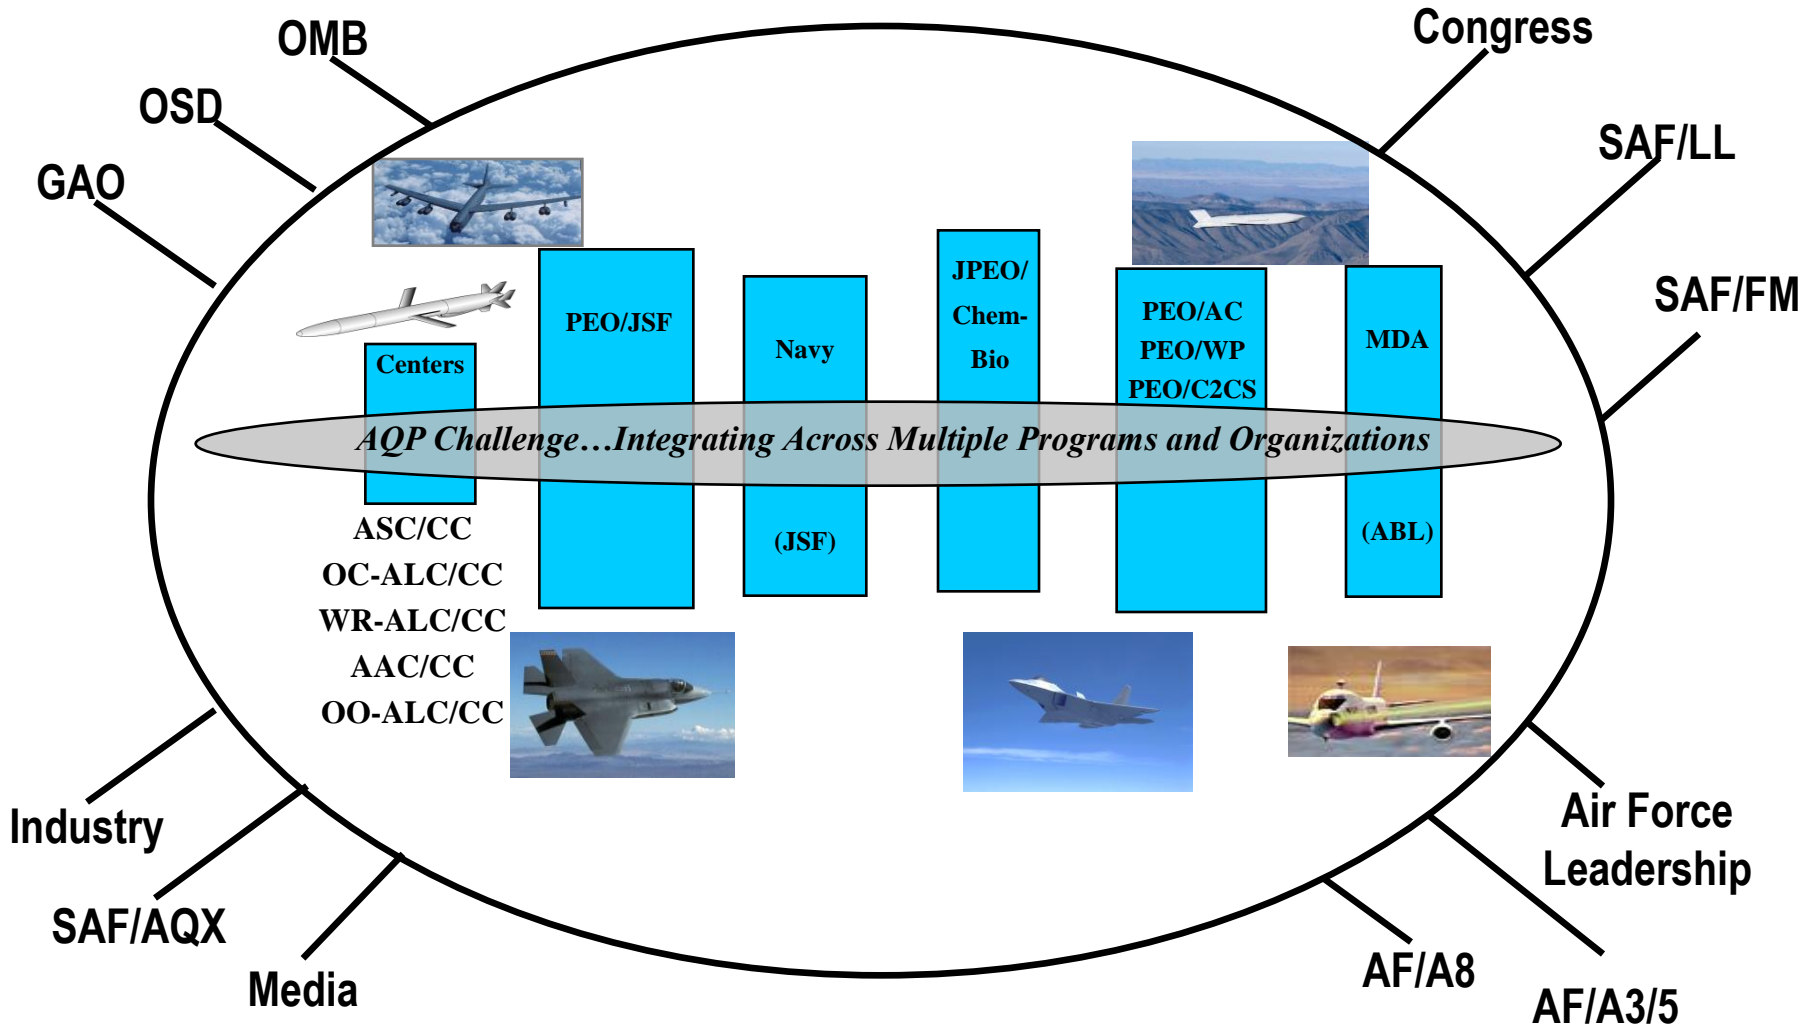 OMB
OSD
GAO
Congress
SAF/LL
SAF/FM
Centers
PEO/JSF
Navy
JPEO/
Chem-
Bio
PEO/AC
PEO/WP
PEO/C2CS
MDA
AQP Challenge…Integrating Across Multiple Programs and Organizations
(JSF)
(ABL)
ASC/CC
OC-ALC/CC
WR-ALC/CC
AAC/CC
OO-ALC/CC
Industry
SAF/AQX
Media
Air Force
Leadership
AF/A8
AF/A3/5